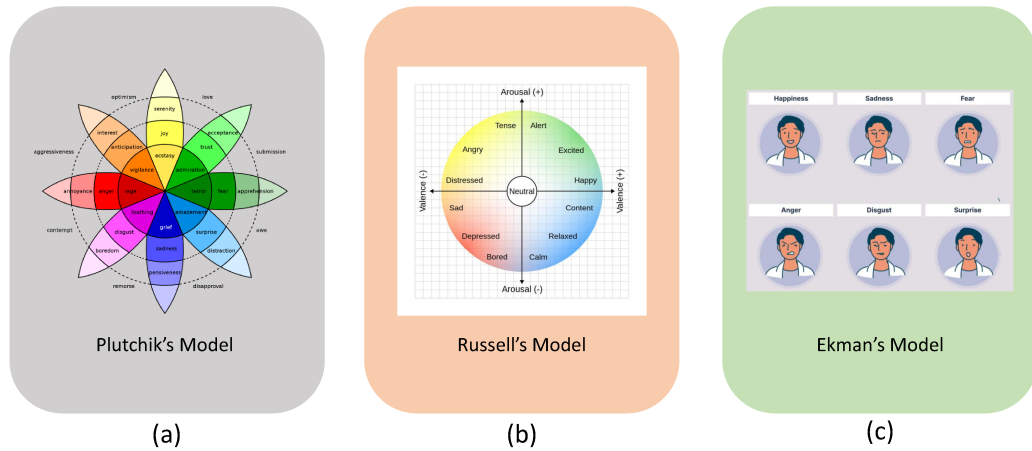 optimism
love
serenity
interest
acceptance
joy
anticipation
trust
aggressiveness
submission
ecstasy
vigilance
admiration
annoyance
anger
rage
terror
fear
apprehension
loathing
amazement
grief
disgust
surprise
contempt
awe
sadness
boredom
distraction
pensiveness
remorse
disapproval
Plutchik's Model
(a)
Arousal (+)
Tense
Alert
Angry
Excited
Distressed
Happy
Valence (-)
Neutral
Valence (+)
Sad
Content
Depressed
Relaxed
Bored
Calm
Arousal (-)
Russell's Model
(b)
Happiness
Sadness
Fear
Anger
Disgust
Surprise
Ekman's Model
(c)